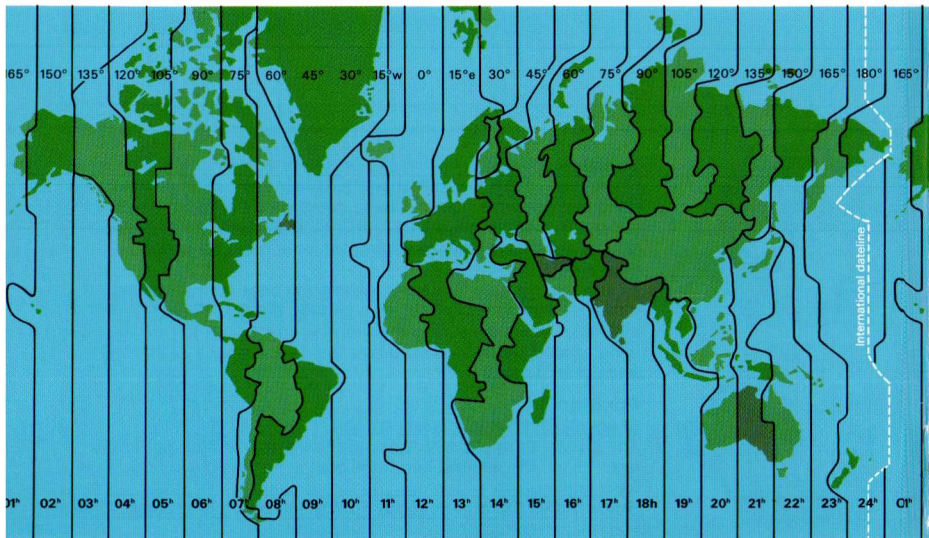 165° 150° 135° 120° 105° 90° 75° 60° 45° 30° 15°w 0° 15°e 30° 45° 60° 75° 90° 105° 120° 135° 150° 165° 180° 165°
International dateline
01ʰ 02ʰ 03ʰ 04ʰ 05ʰ 06ʰ 07ʰ 08ʰ 09ʰ 10ʰ 11ʰ 12ʰ 13ʰ 14ʰ 15ʰ 16ʰ 17ʰ 18h 19ʰ 20ʰ 21ʰ 22ʰ 23ʰ 24ʰ 01ʰ